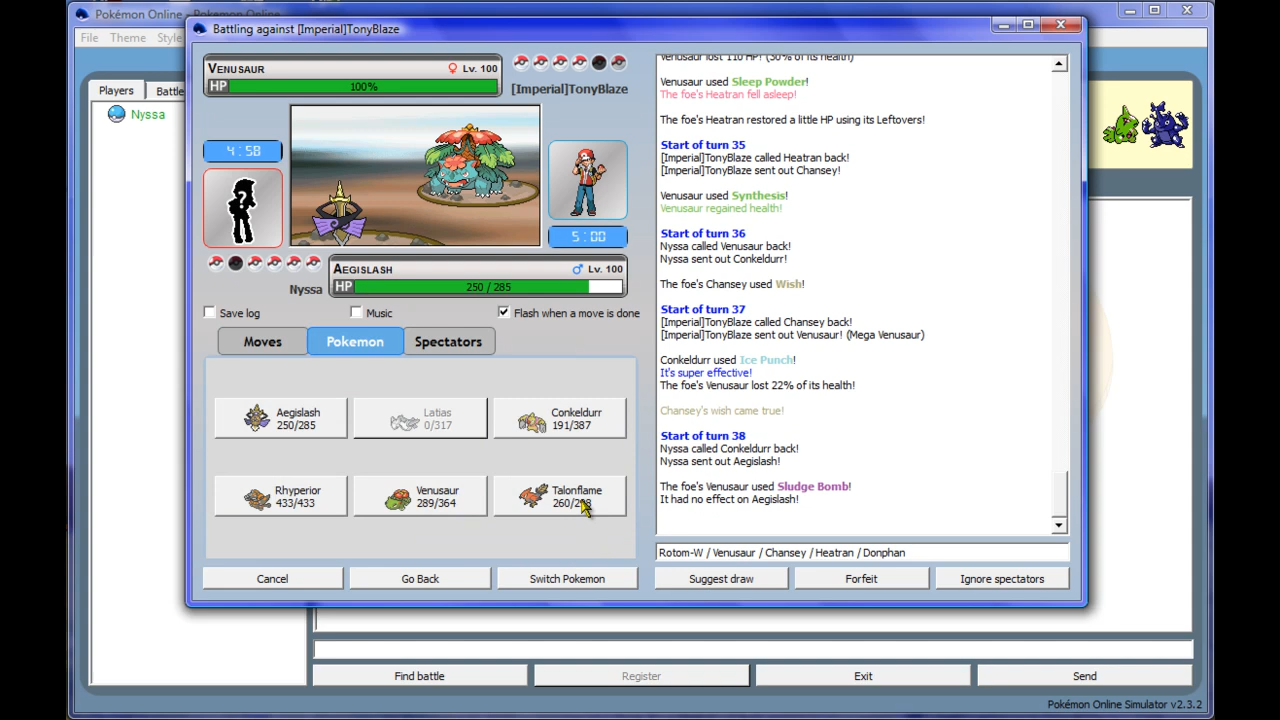 Pokémon Online - Pokemon Online
Battling against [Imperial]TonyBlaze
File Theme Style
Players Battle
Nyssa
VENUSAUR ♀ Lv. 100
HP 100%
[Imperial]TonyBlaze
4:58
5:00
AEGISLASH ♂ Lv. 100
Nyssa
HP 250 / 285
Save log Music Flash when a move is done
Moves Pokemon Spectators
Aegislash
250/285
Latias
0/317
Conkeldurr
191/387
Rhyperior
433/433
Venusaur
289/364
Talonflame
Cancel Go Back Switch Pokemon
Venusaur lost 110 HP! (30% of its health)
Venusaur used Sleep Powder!
The foe's Heatran fell asleep!
The foe's Heatran restored a little HP using its Leftovers!
Start of turn 35
[Imperial]TonyBlaze called Heatran back!
[Imperial]TonyBlaze sent out Chansey!
Venusaur used Synthesis!
Venusaur regained health!
Start of turn 36
Nyssa called Venusaur back!
Nyssa sent out Conkeldurr!
The foe's Chansey used Wish!
Start of turn 37
[Imperial]TonyBlaze called Chansey back!
[Imperial]TonyBlaze sent out Venusaur! (Mega Venusaur)
Conkeldurr used Ice Punch!
It's super effective!
The foe's Venusaur lost 22% of its health!
Chansey's wish came true!
Start of turn 38
Nyssa called Conkeldurr back!
Nyssa sent out Aegislash!
The foe's Venusaur used Sludge Bomb!
It had no effect on Aegislash!
Rotom-W / Venusaur / Chansey / Heatran / Donphan
Suggest draw Forfeit Ignore spectators
Find battle Register Exit Send
Pokémon Online Simulator v2.3.2